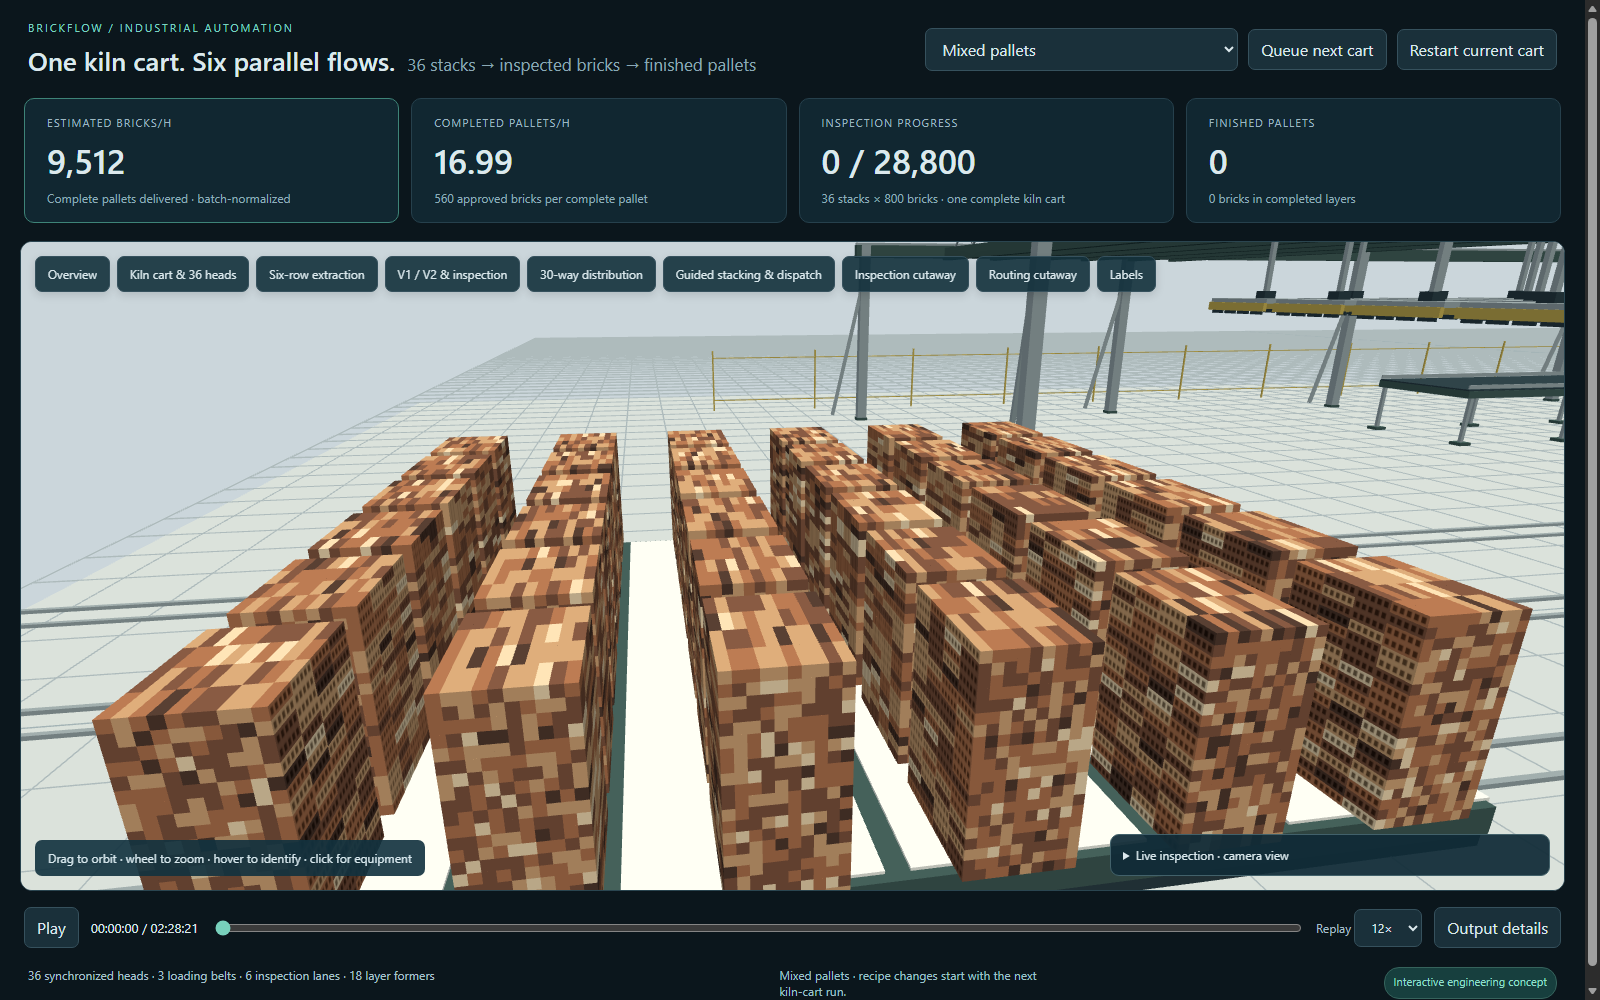 BRICKFLOW / INDUSTRIAL AUTOMATION
One kiln cart. Six parallel flows. 36 stacks → inspected bricks → finished pallets
Mixed pallets
Queue next cart
Restart current cart
ESTIMATED BRICKS/H
9,512
Complete pallets delivered · batch-normalized
COMPLETED PALLETS/H
16.99
560 approved bricks per complete pallet
INSPECTION PROGRESS
0 / 28,800
36 stacks × 800 bricks · one complete kiln cart
FINISHED PALLETS
0
0 bricks in completed layers
Overview
Kiln cart & 36 heads
Six-row extraction
V1 / V2 & inspection
30-way distribution
Guided stacking & dispatch
Inspection cutaway
Routing cutaway
Labels
Drag to orbit · wheel to zoom · hover to identify · click for equipment
Live inspection · camera view
Play
00:00:00 / 02:28:21
Replay
12×
Output details
36 synchronized heads · 3 loading belts · 6 inspection lanes · 18 layer formers
Mixed pallets · recipe changes start with the next
kiln-cart run.
Interactive engineering concept